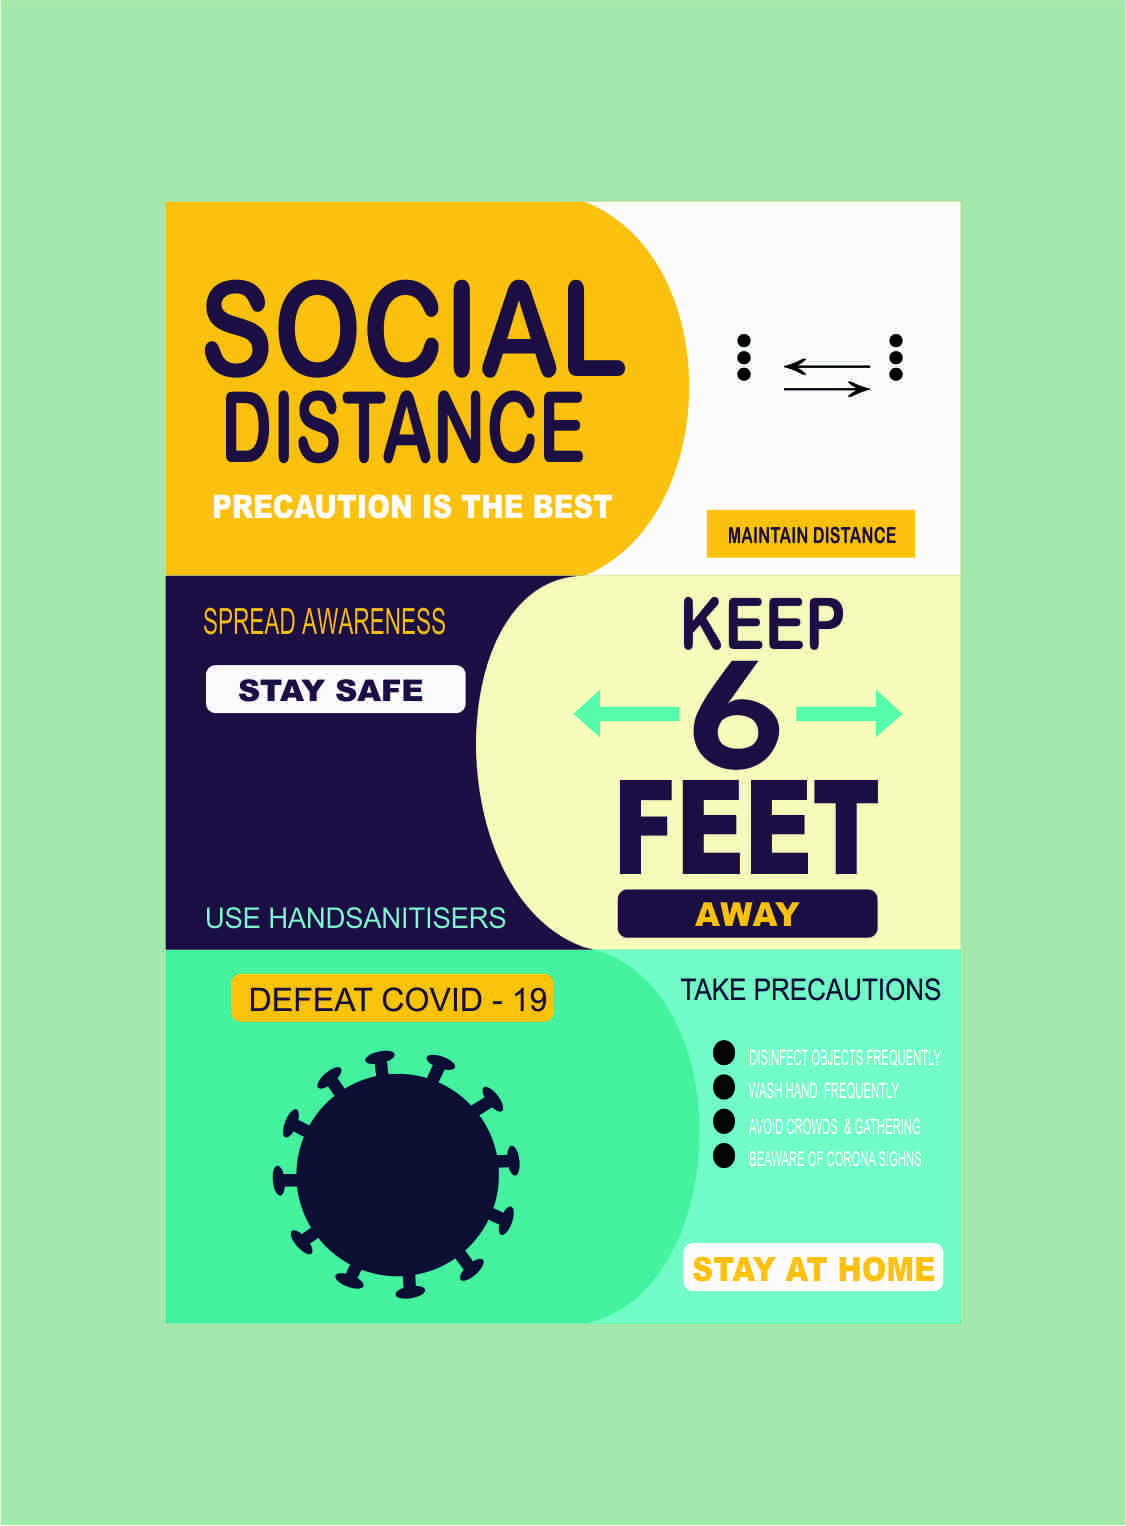 SOCIAL
DISTANCE
PRECAUTION IS THE BEST
MAINTAIN DISTANCE
SPREAD AWARENESS
STAY SAFE
USE HANDSANITISERS
KEEP
6
FEET
AWAY
DEFEAT COVID - 19
TAKE PRECAUTIONS
DISINFECT OBJECTS FREQUENTLY
WASH HAND FREQUENTLY
AVOID CROWDS & GATHERING
BEAWARE OF CORONA SIGHNS
STAY AT HOME